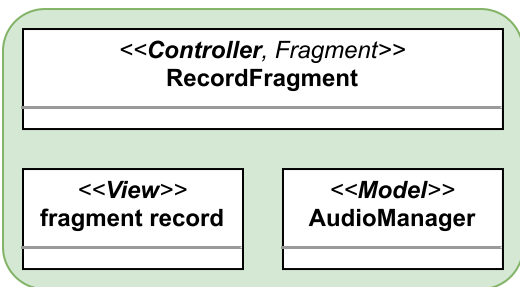 <<Controller, Fragment>>
RecordFragment
<<View>>
fragment record
<<Model>>
AudioManager